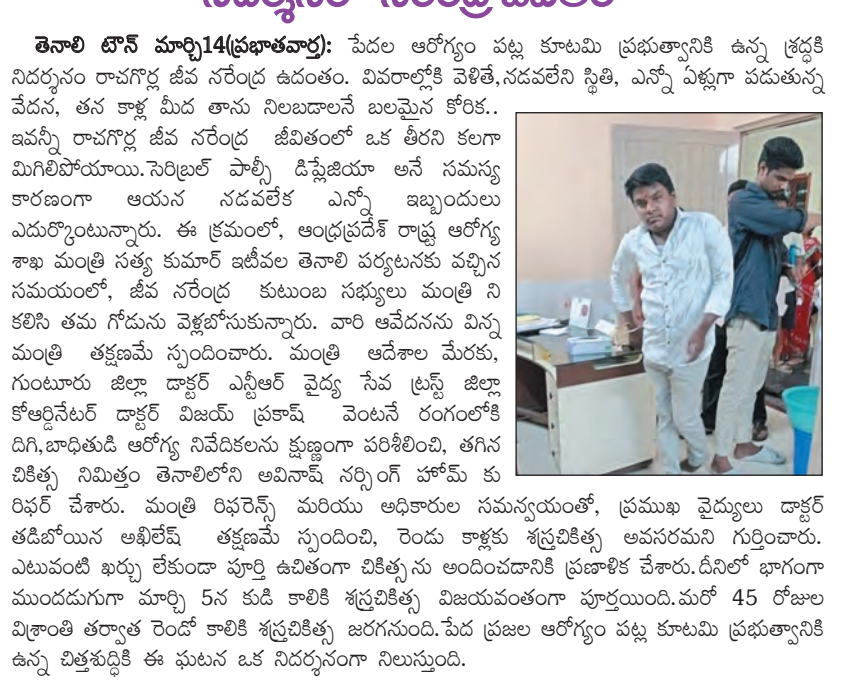 తెనాలి టౌన్ మార్చి14(ప్రభాతవార్త): పేదల ఆరోగ్యం పట్ల కూటమి ప్రభుత్వానికి ఉన్న శ్రద్ధకి
నిదర్శనం రాచగొర్ల జీవ నరేంద్ర ఉదంతం. వివరాల్లోకి వెళితే,నడవలేని స్థితి, ఎన్నో ఏళ్లుగా పడుతున్న
వేదన, తన కాళ్ల మీద తాను నిలబడాలనే బలమైన కోరిక..
ఇవన్నీ రాచగొర్ల జీవ నరేంద్ర జీవితంలో ఒక తీరని కలగా
మిగిలిపోయాయి.సెరిబ్రల్ పాల్సీ డిప్లేజియా అనే సమస్య
కారణంగా ఆయన నడవలేక ఎన్నో ఇబ్బందులు
ఎదుర్కొంటున్నారు. ఈ క్రమంలో, ఆంధ్రప్రదేశ్ రాష్ట్ర ఆరోగ్య
శాఖ మంత్రి సత్య కుమార్ ఇటీవల తెనాలి పర్యటనకు వచ్చిన
సమయంలో, జీవ నరేంద్ర కుటుంబ సభ్యులు మంత్రి ని
కలిసి తమ గోడును వెళ్లబోసుకున్నారు. వారి ఆవేదనను విన్న
మంత్రి తక్షణమే స్పందించారు. మంత్రి ఆదేశాల మేరకు,
గుంటూరు జిల్లా డాక్టర్ ఎన్టీఆర్ వైద్య సేవ ట్రస్ట్ జిల్లా
కోఆర్డినేటర్ డాక్టర్ విజయ్ ప్రకాష్ వెంటనే రంగంలోకి
దిగి,బాధితుడి ఆరోగ్య నివేదికలను క్షుణ్ణంగా పరిశీలించి, తగిన
చికిత్స నిమిత్తం తెనాలిలోని అవినాష్ నర్సింగ్ హోమ్ కు
రిఫర్ చేశారు. మంత్రి రిఫరెన్స్ మరియు అధికారుల సమన్వయంతో, ప్రముఖ వైద్యులు డాక్టర్
తడిబోయిన అఖిలేష్ తక్షణమే స్పందించి, రెండు కాళ్లకు శస్త్రచికిత్స అవసరమని గుర్తించారు.
ఎటువంటి ఖర్చు లేకుండా పూర్తి ఉచితంగా చికిత్సను అందించడానికి ప్రణాళిక చేశారు.దీనిలో భాగంగా
ముందడుగుగా మార్చి 5న కుడి కాలికి శస్త్రచికిత్స విజయవంతంగా పూర్తయింది.మరో 45 రోజుల
విశ్రాంతి తర్వాత రెండో కాలికి శస్త్రచికిత్స జరగనుంది.పేద ప్రజల ఆరోగ్యం పట్ల కూటమి ప్రభుత్వానికి
ఉన్న చిత్తశుద్ధికి ఈ ఘటన ఒక నిదర్శనంగా నిలుస్తుంది.